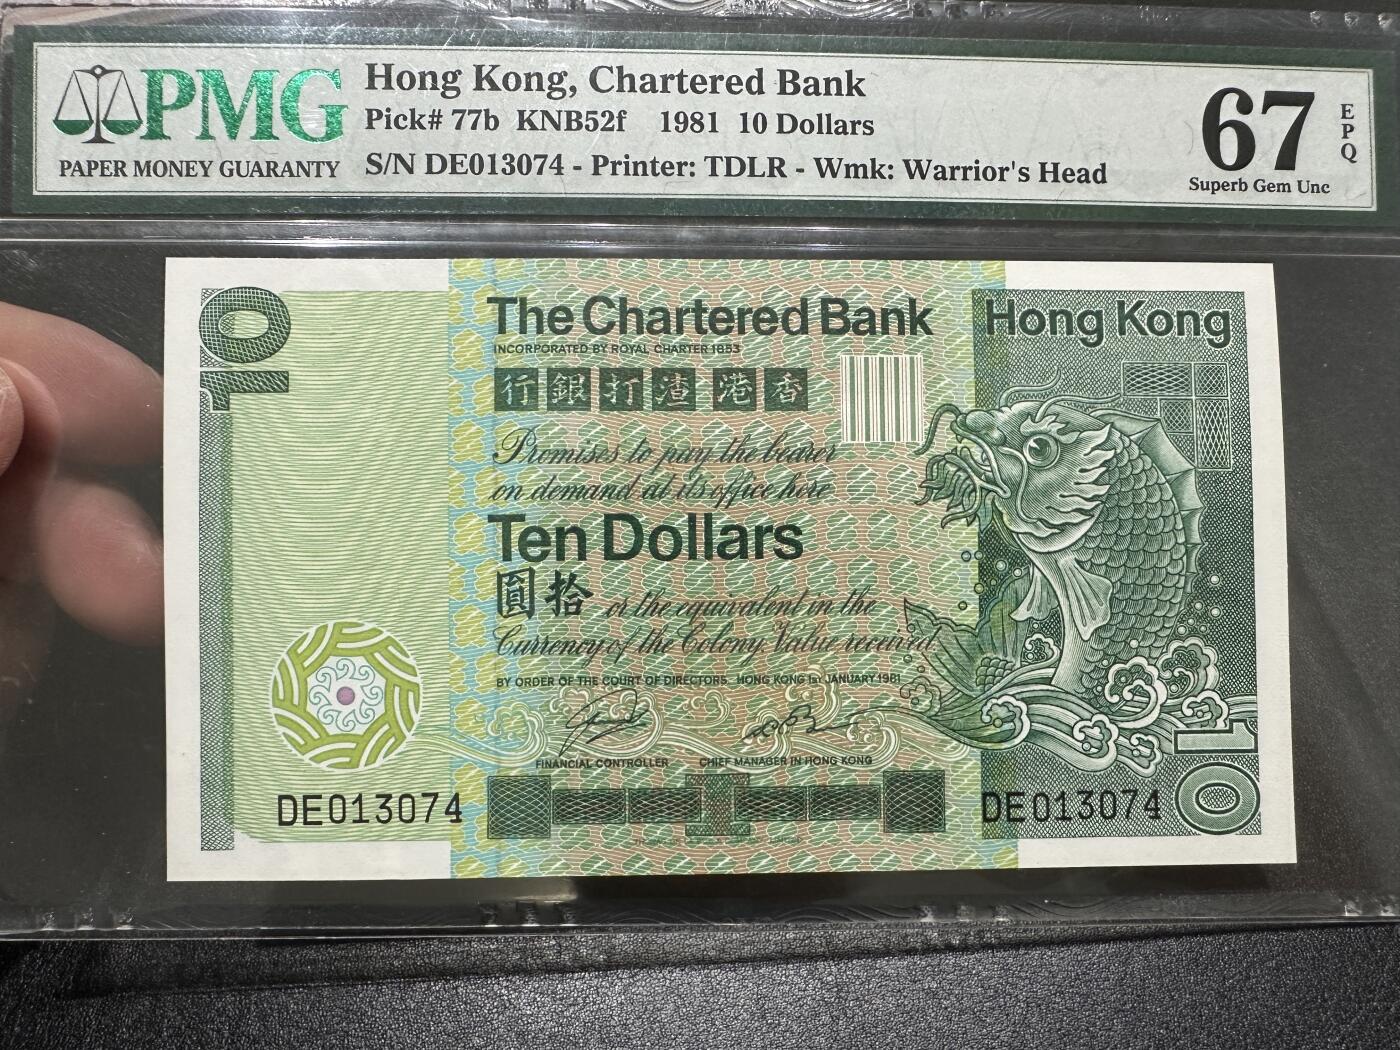 PMG
PAPER MONEY GUARANTY
Hong Kong, Chartered Bank
Pick# 77b KNB52f 1981 10 Dollars
S/N DE013074 - Printer: TDLR - Wmk: Warrior's Head
67
EPQ
Superb Gem Unc
10
The Chartered Bank
Hong Kong
INCORPORATED BY ROYAL CHARTER 1853
行銀打渣港香
Promises to pay the bearer
on demand at its office here
Ten Dollars
圓拾 or the equivalent in the
Currency of the Colony. Value received.
BY ORDER OF THE COURT OF DIRECTORS. HONG KONG 1ST JANUARY 1981
FINANCIAL CONTROLLER
CHIEF MANAGER IN HONG KONG
DE013074
DE013074
10